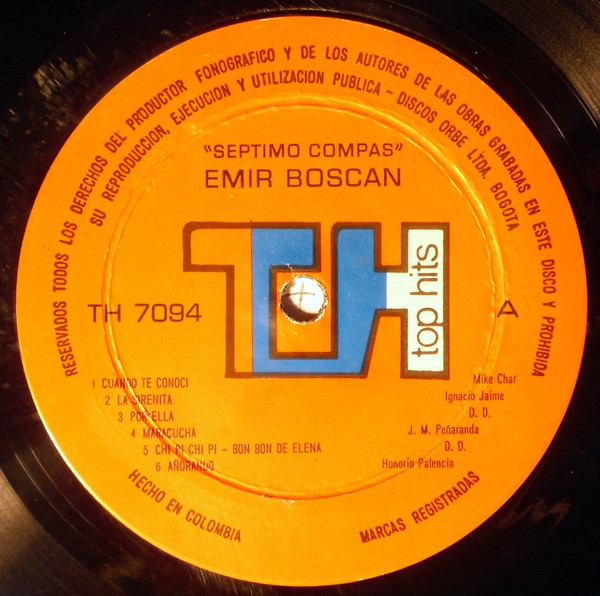 RESERVADOS TODOS LOS DERECHOS DEL PRODUCTOR FONOGRAFICO Y DE LOS AUTORES DE LAS OBRAS GRABADAS EN ESTE DISCO Y PROHIBIDA
SU REPRODUCCION, EJECUCION Y UTILIZACION PUBLICA - DISCOS ORBE LTDA. BOGOTA
"SEPTIMO COMPAS"
EMIR BOSCAN
TH
top hits
TH 7094
A
1 CUANDO TE CONOCI Mike Char
2 LA SIRENITA Ignacio Jaime
3 POR ELLA D. D.
4 MARACUCHA J. M. Peñaranda
5 CHI PI CHI PI - BON BON DE ELENA D. D.
6 AÑORANDO Honorio Palencia
HECHO EN COLOMBIA
MARCAS REGISTRADAS